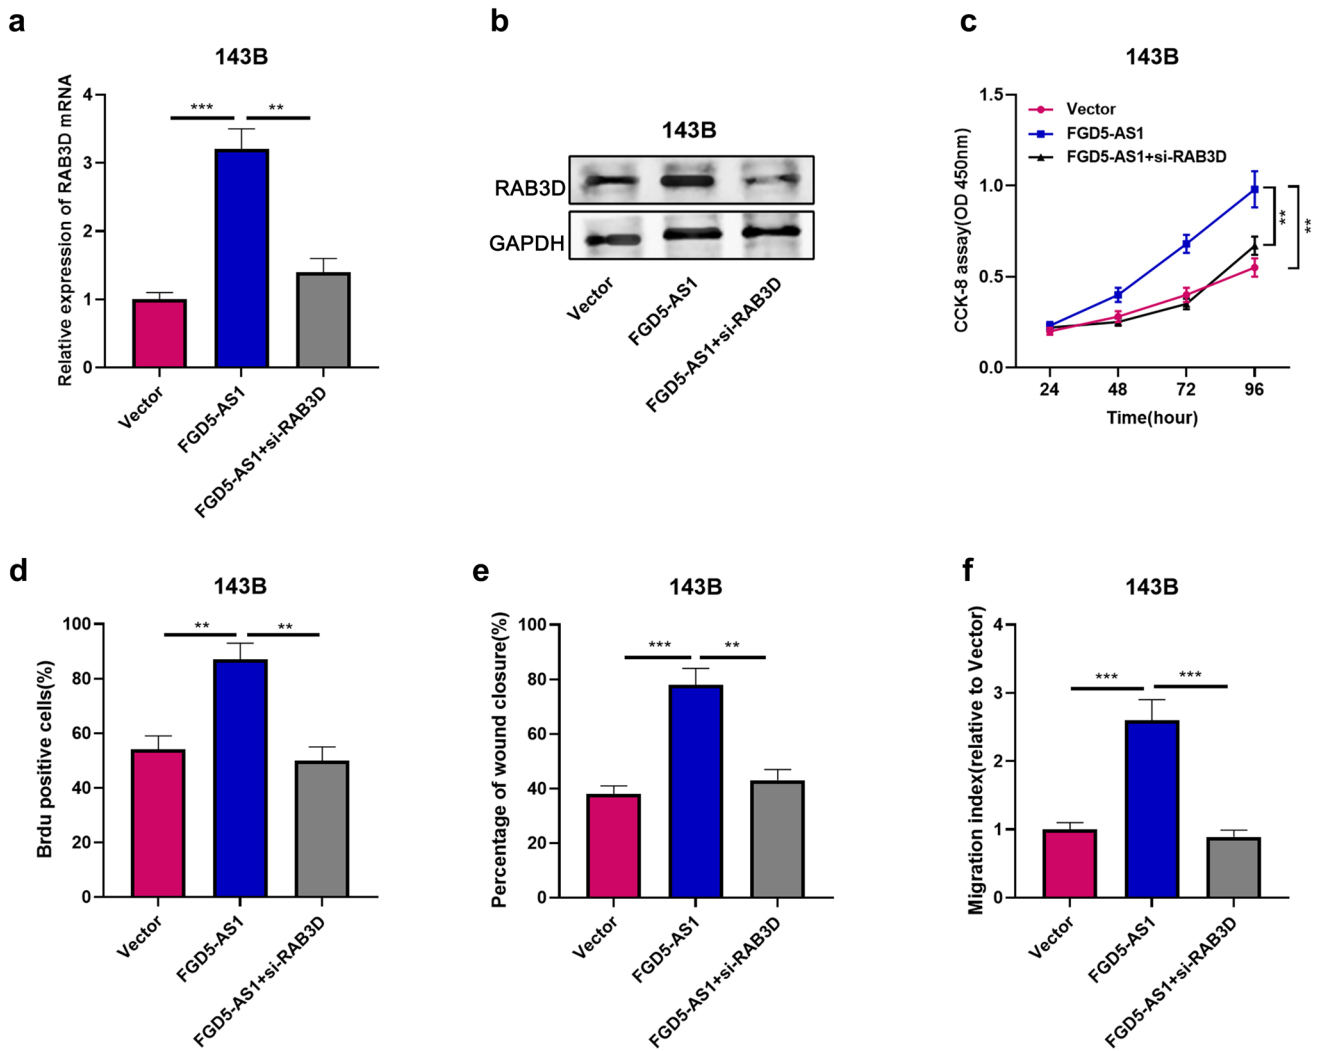 a
143B
Relative expression of RAB3D mRNA
4
3
2
1
0
***
**
Vector
FGD5-AS1
FGD5-AS1+si-RAB3D
b
143B
RAB3D
GAPDH
Vector
FGD5-AS1
FGD5-AS1+si-RAB3D
c
143B
CCK-8 assay(OD 450nm)
1.5
1.0
0.5
0.0
Vector
FGD5-AS1
FGD5-AS1+si-RAB3D
**
**
24 48 72 96
Time(hour)
d
143B
Brdu positive cells(%)
100
80
60
40
20
0
**
**
Vector
FGD5-AS1
FGD5-AS1+si-RAB3D
e
143B
Percentage of wound closure(%)
100
80
60
40
20
0
***
**
Vector
FGD5-AS1
FGD5-AS1+si-RAB3D
f
143B
Migration index(relative to Vector)
4
3
2
1
0
***
***
Vector
FGD5-AS1
FGD5-AS1+si-RAB3D